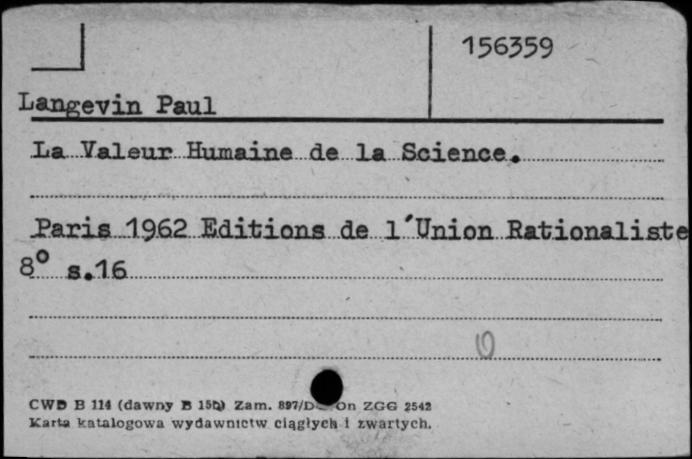 156359
Langevin Paul
La Valeur Humaine de la Science.
Paris 1962 Editions de l'Union Rationaliste
8° s.16
CWD B 114 (dawny B 15b) Zam. 897/D on ZGG 2542
Karta katalogowa wydawnictw ciągłych i zwartych.